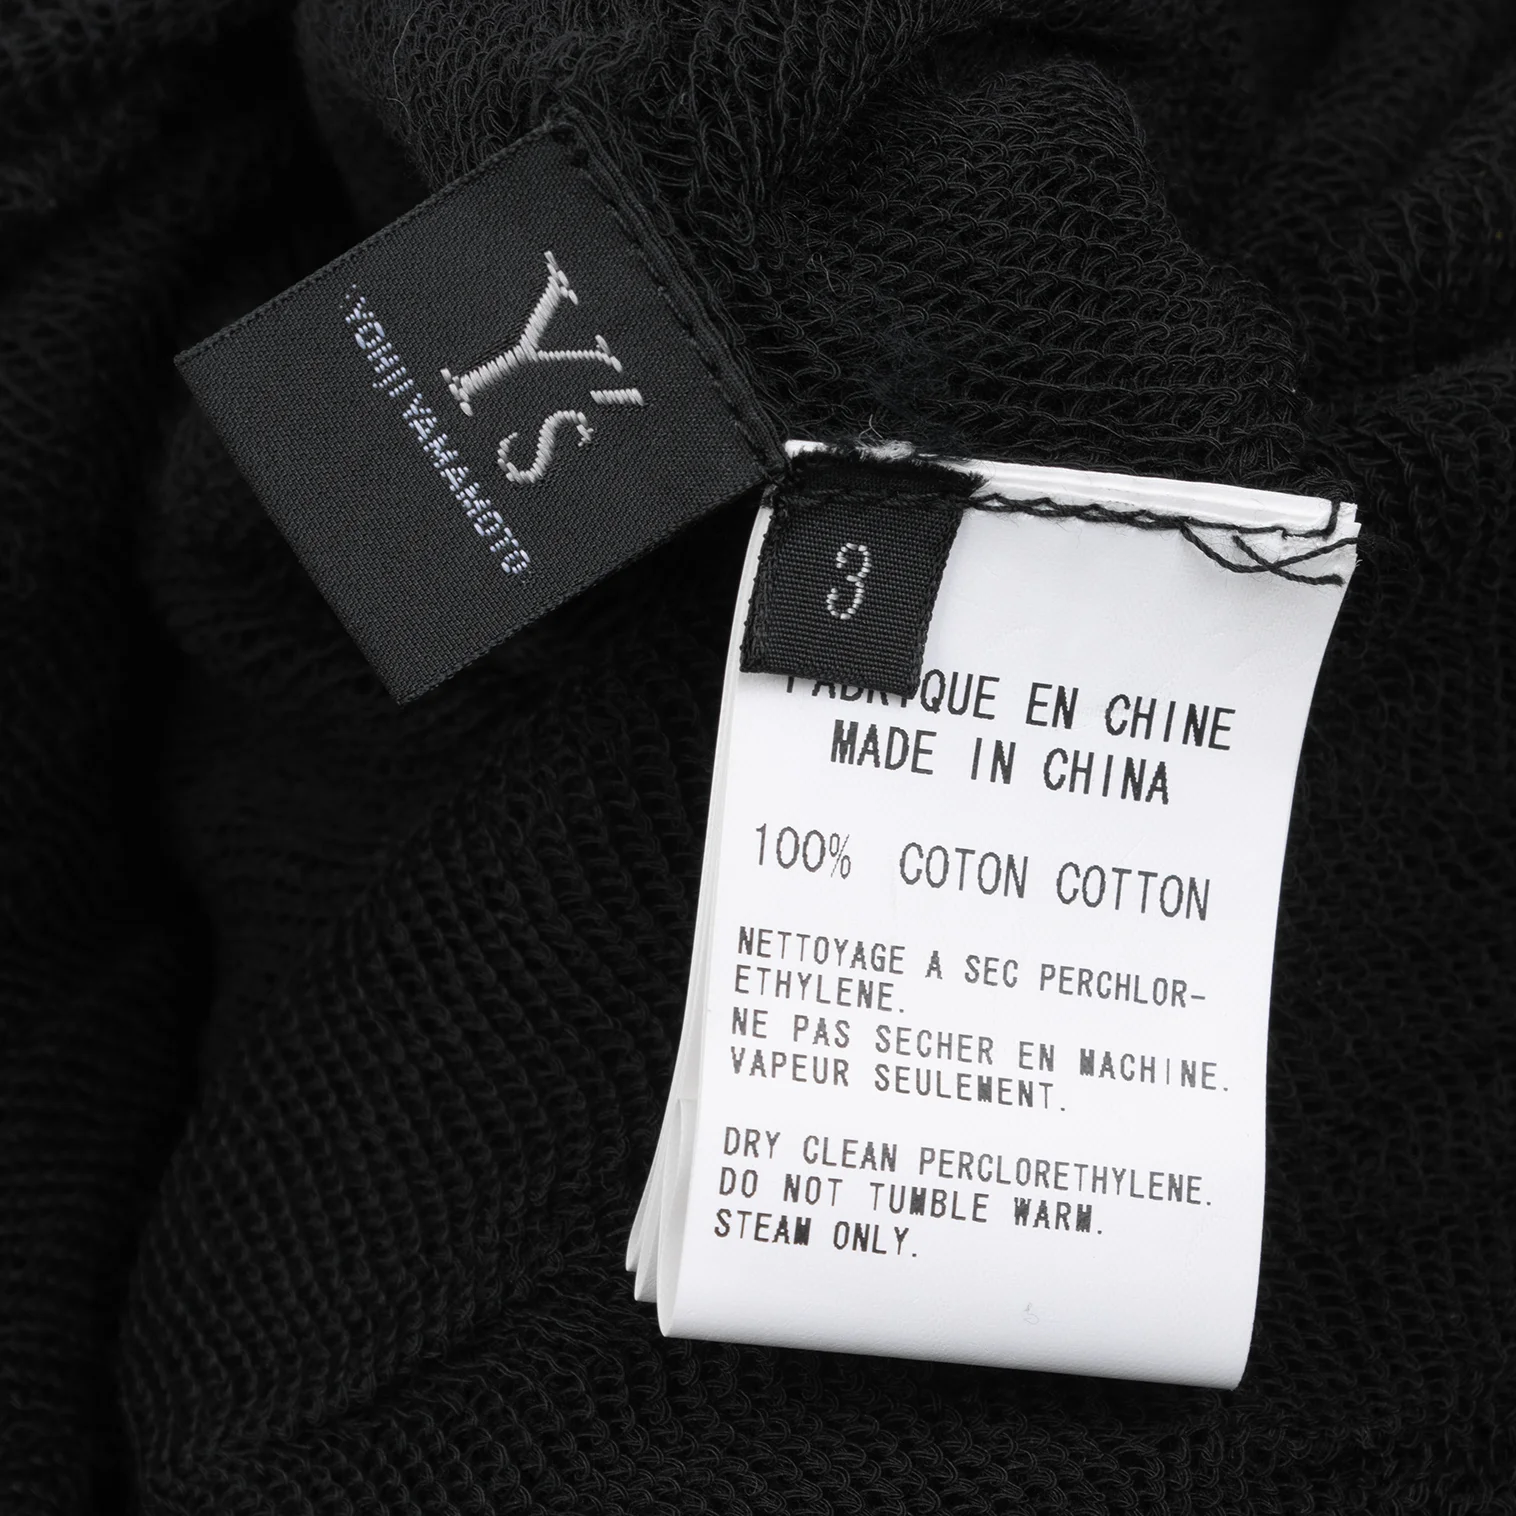 Y's
YOHJI YAMAMOTO
3
FABRIQUE EN CHINE
MADE IN CHINA
100% COTON COTTON
NETTOYAGE A SEC PERCHLOR-
ETHYLENE.
NE PAS SECHER EN MACHINE.
VAPEUR SEULEMENT.
DRY CLEAN PERCLORETHYLENE.
DO NOT TUMBLE WARM.
STEAM ONLY.